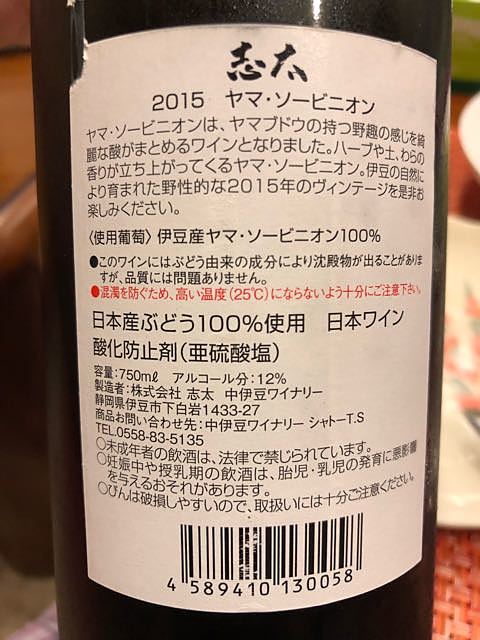 志太
2015 ヤマ・ソービニオン
ヤマ・ソービニオンは、ヤマブドウの持つ野趣の感じを綺
麗な酸がまとめるワインとなりました。ハーブや土、わらの
香りが立ち上がってくるヤマ・ソービニオン。伊豆の自然に
より育まれた野性的な2015年のヴィンテージを是非お
楽しみください。
〈使用葡萄〉伊豆産ヤマ・ソービニオン100%
●このワインにはぶどう由来の成分により沈殿物が出ることがありま
すが、品質には問題ありません。
●混濁を防ぐため、高い温度(25℃)にならないよう十分にご注意下さい。
日本産ぶどう100%使用 日本ワイン
酸化防止剤(亜硫酸塩)
容量:750mℓ アルコール分:12%
製造者:株式会社 志太 中伊豆ワイナリー
静岡県伊豆市下白岩1433-27
商品お問い合わせ先:中伊豆ワイナリー シャトーT.S
TEL.0558-83-5135
○未成年者の飲酒は、法律で禁じられています。
○妊娠中や授乳期の飲酒は、胎児・乳児の発育に悪影響
を与えるおそれがあります。
○びんは破損しやすいので、取扱いには十分ご注意ください。
4 589410 130058